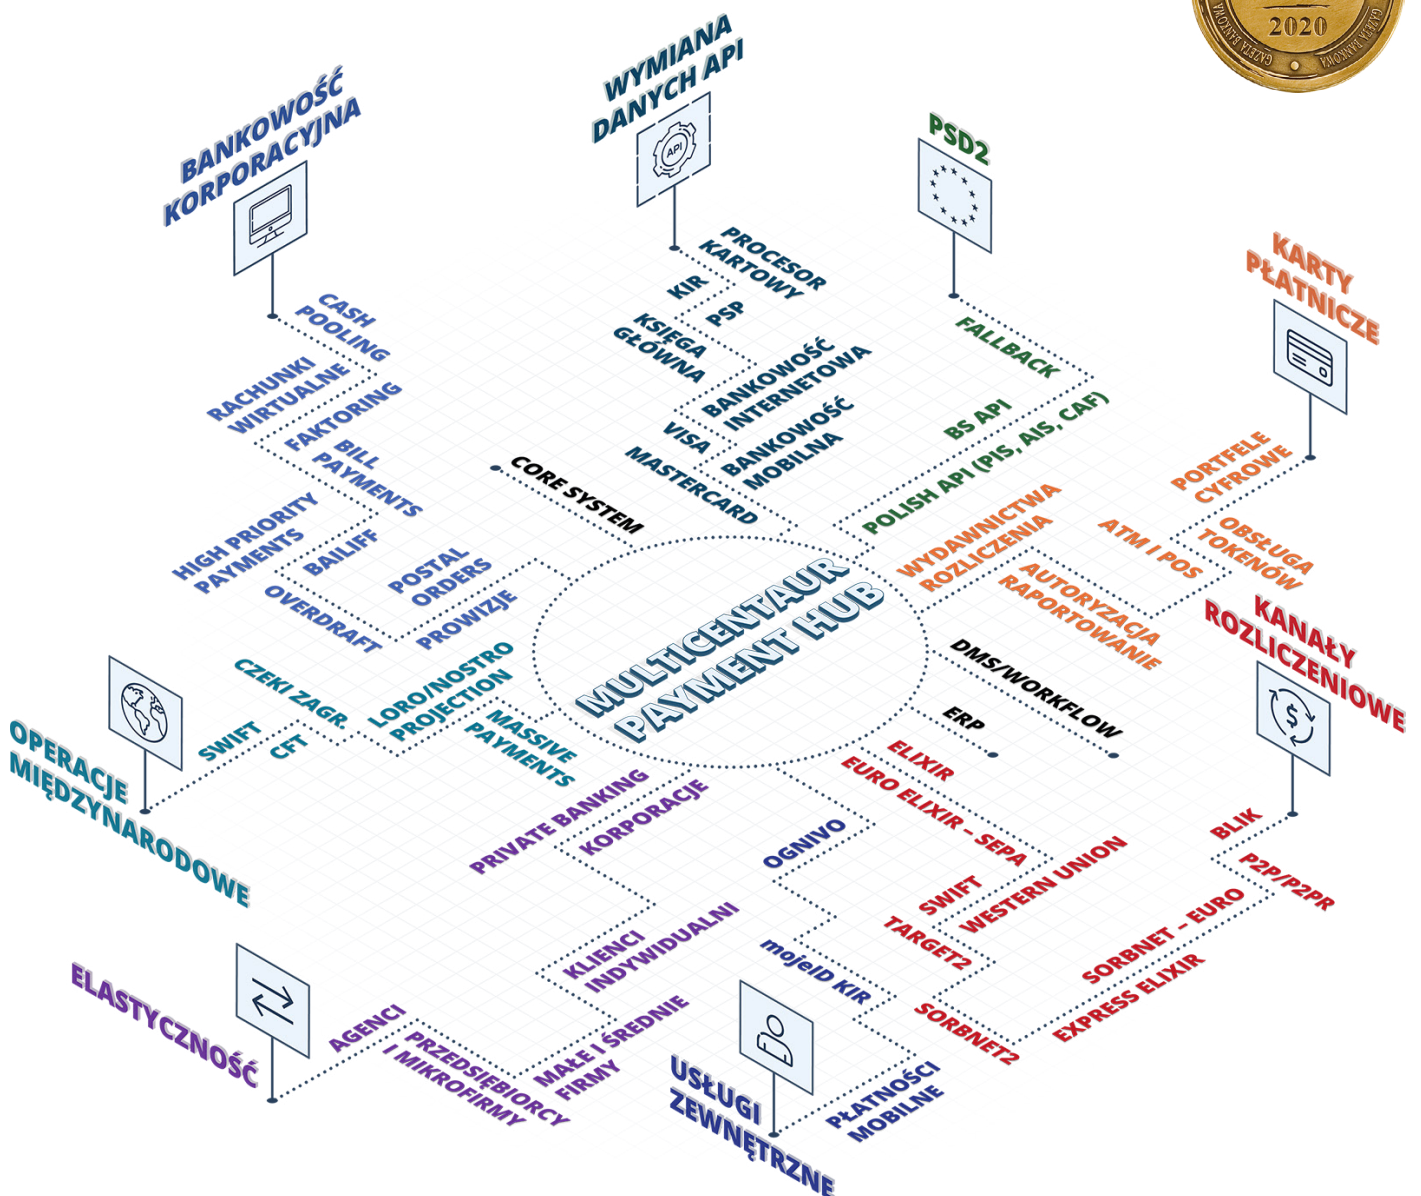 2020
GAZETA BANKOWA
GAZETA BANKOWA
BANKOWOŚĆ
KORPORACYJNA
CASH
POOLING
RACHUNKI
WIRTUALNE
FAKTORING
BILL
PAYMENTS
HIGH PRIORITY
PAYMENTS
BAILIFF
OVERDRAFT
POSTAL
ORDERS
PROWIZJE
WYMIANA
DANYCH API
API
PROCESOR
KARTOWY
KIR
PSP
KSIĘGA
GŁÓWNA
BANKOWOŚĆ
INTERNETOWA
VISA
BANKOWOŚĆ
MOBILNA
MASTERCARD
CORE SYSTEM
PSD2
FALLBACK
BS API
POLISH API (PIS, AIS, CAF)
KARTY
PŁATNICZE
PORTFELE
CYFROWE
OBSŁUGA
TOKENÓW
ATM I POS
AUTORYZACJA
RAPORTOWANIE
WYDAWNICTWA
ROZLICZENIA
MULTICENTAUR
PAYMENT HUB
DMS/WORKFLOW
ERP
KANAŁY
ROZLICZENIOWE
$
BLIK
P2P/P2PR
SORBNET – EURO
EXPRESS ELIXIR
SORBNET2
TARGET2
SWIFT
WESTERN UNION
EURO ELIXIR – SEPA
ELIXIR
OPERACJE
MIĘDZYNARODOWE
SWIFT
CFT
CZEKI ZAGR.
LORO/NOSTRO
PROJECTION
MASSIVE
PAYMENTS
ELASTYCZNOŚĆ
AGENCI
PRZEDSIĘBIORCY
I MIKROFIRMY
MAŁE I ŚREDNIE
FIRMY
KLIENCI
INDYWIDUALNI
PRIVATE BANKING
KORPORACJE
USŁUGI
ZEWNĘTRZNE
PŁATNOŚCI
MOBILNE
mojeID KIR
OGNIVO